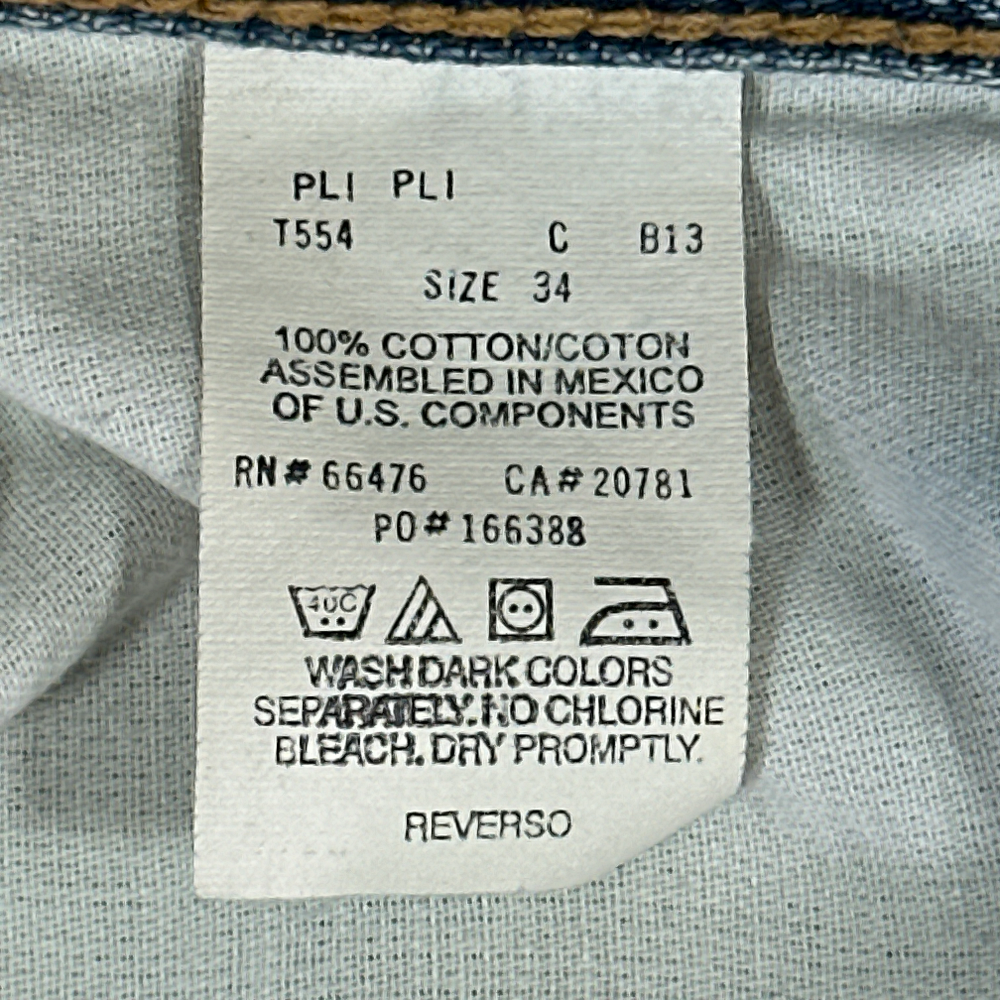 PLI PLI
T554 C B13
SIZE 34
100% COTTON/COTON
ASSEMBLED IN MEXICO
OF U.S. COMPONENTS
RN# 66476 CA# 20781
PO# 166388
40C
WASH DARK COLORS
SEPARATELY. NO CHLORINE
BLEACH. DRY PROMPTLY.
REVERSO